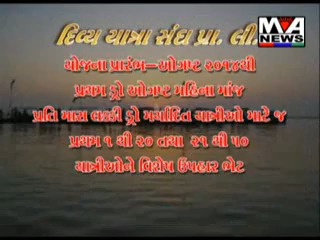 MVA
NEWS
દિવ્ય યાત્રા સંઘ પ્રા. લી.
યોજના પ્રારંભ-ઓગષ્ટ ૨૦૧૪થી
પ્રથમ ડ્રો ઓગષ્ટ મહિના માંજ
પ્રતિ માસ લક્કી ડ્રો મર્યાદિત યાત્રીઓ માટે જ
પ્રથમ ૧ થી ૨૦ તથા ૨૧ થી ૫૦
યાત્રીઓને વિશેષ ઉપહાર ભેટ